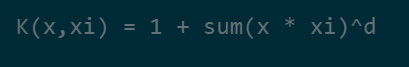 K(x,xi) = 1 + sum(x * xi)^d